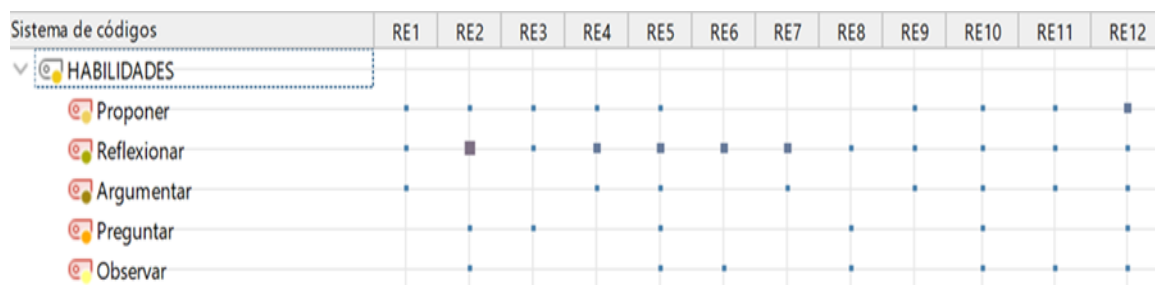 Sistema de códigos RE1 RE2 RE3 RE4 RE5 RE6 RE7 RE8 RE9 RE10 RE11 RE12
HABILIDADES
Proponer
Reflexionar
Argumentar
Preguntar
Observar